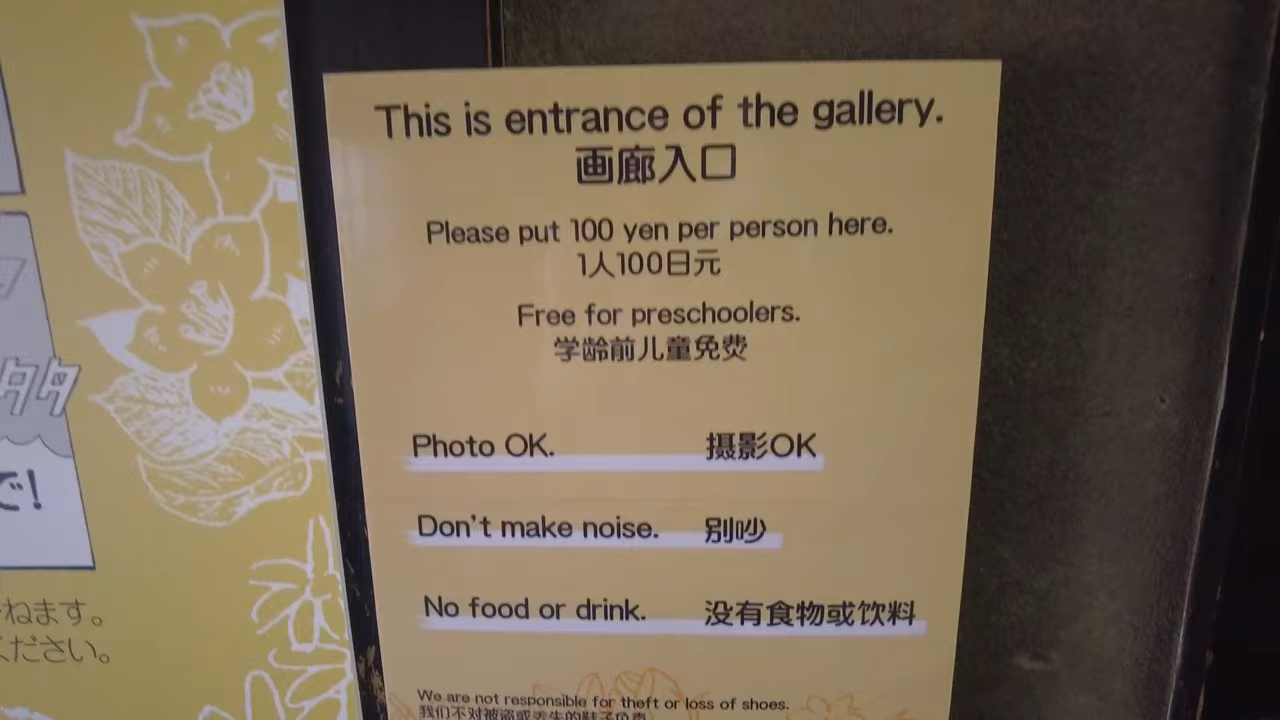 This is entrance of the gallery.
画廊入口
Please put 100 yen per person here.
1人100日元
Free for preschoolers.
学龄前儿童免费
Photo OK. 摄影OK
Don't make noise. 别吵
No food or drink. 没有食物或饮料
We are not responsible for theft or loss of shoes.
我们不对被盗或丢失的鞋子负责
タタ
で!
ねます。
ください。